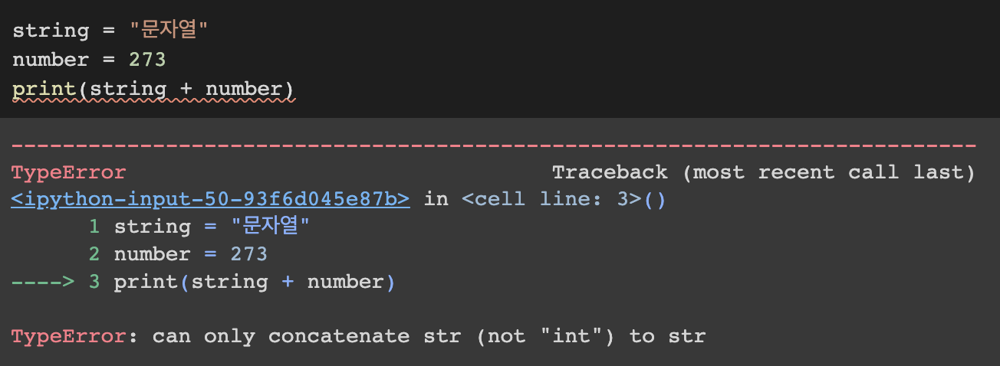 string = "문자열"
number = 273
print(string + number)
---------------------------------------------------------------------------
TypeError Traceback (most recent call last)
<ipython-input-50-93f6d045e87b> in <cell line: 3>()
1 string = "문자열"
2 number = 273
----> 3 print(string + number)
TypeError: can only concatenate str (not "int") to str